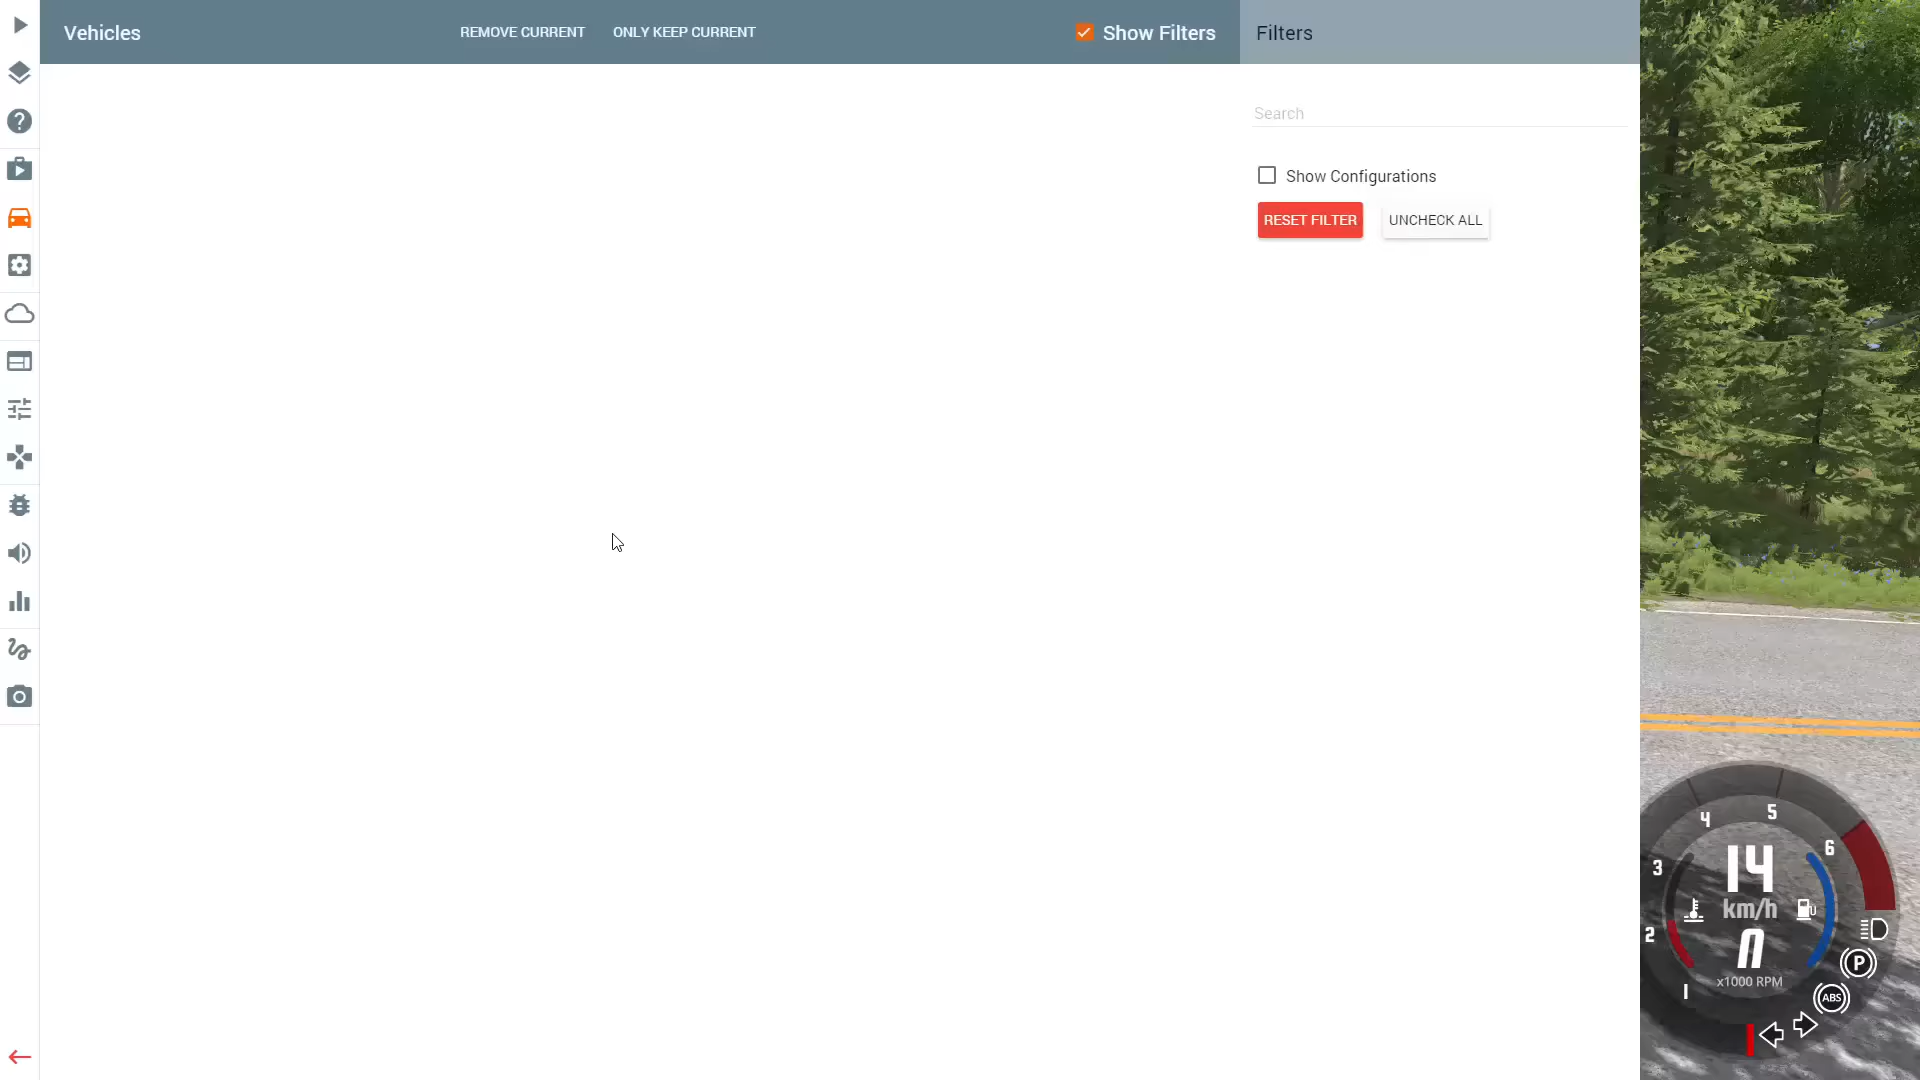 Vehicles
REMOVE CURRENT
ONLY KEEP CURRENT
Show Filters
Filters
Search
Show Configurations
RESET FILTER
UNCHECK ALL
5
4
6
3
14
km/h
2
n
P
x1000 RPM
1
ABS